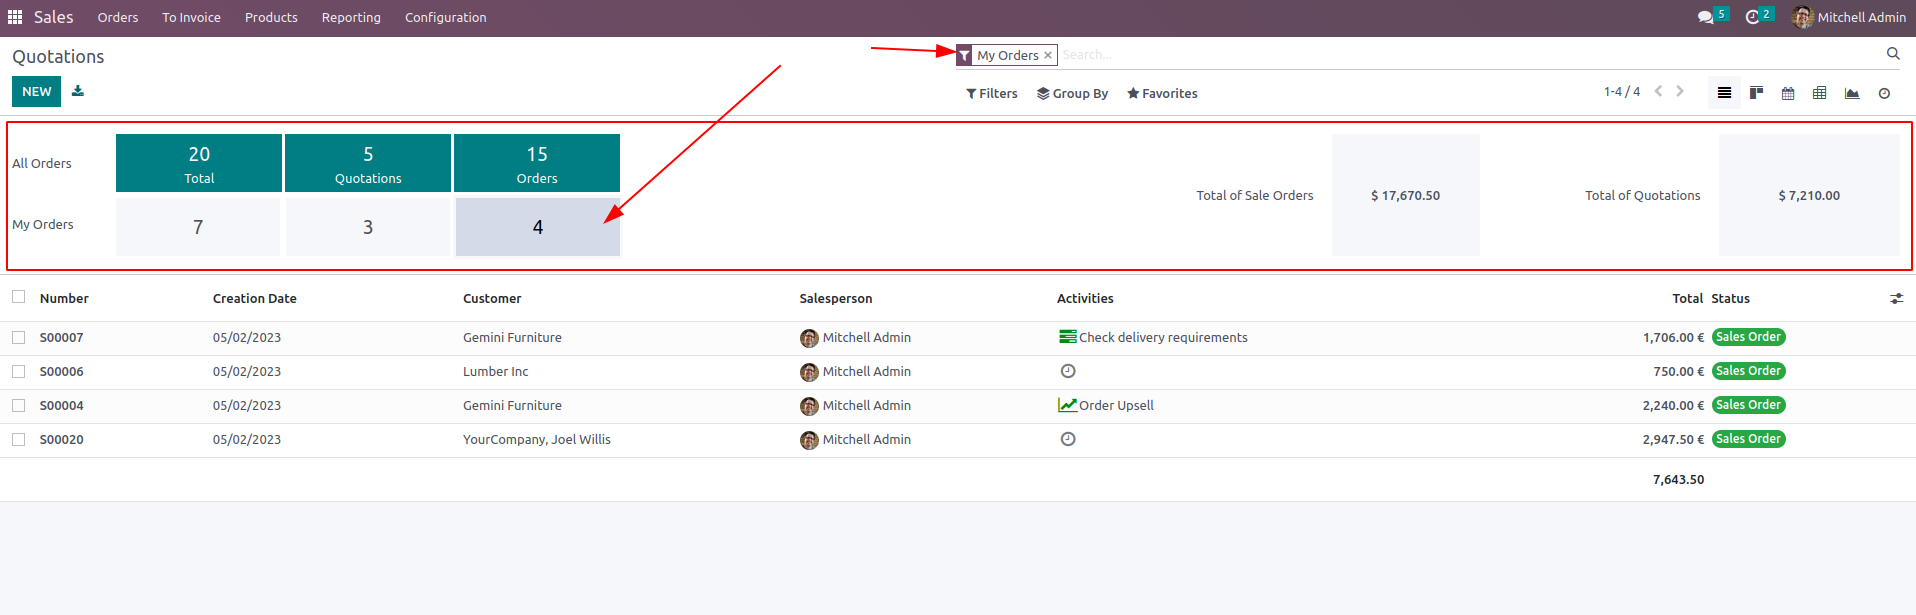 Sales Orders To Invoice Products Reporting Configuration 5 2 Mitchell Admin
Quotations My Orders × Search...
NEW Filters Group By Favorites 1-4 / 4
All Orders 20 Total 5 Quotations 15 Orders
Total of Sale Orders $ 17,670.50 Total of Quotations $ 7,210.00
My Orders 7 3 4
Number Creation Date Customer Salesperson Activities Total Status
S00007 05/02/2023 Gemini Furniture Mitchell Admin Check delivery requirements 1,706.00 € Sales Order
S00006 05/02/2023 Lumber Inc Mitchell Admin 750.00 € Sales Order
S00004 05/02/2023 Gemini Furniture Mitchell Admin Order Upsell 2,240.00 € Sales Order
S00020 05/02/2023 YourCompany, Joel Willis Mitchell Admin 2,947.50 € Sales Order
7,643.50